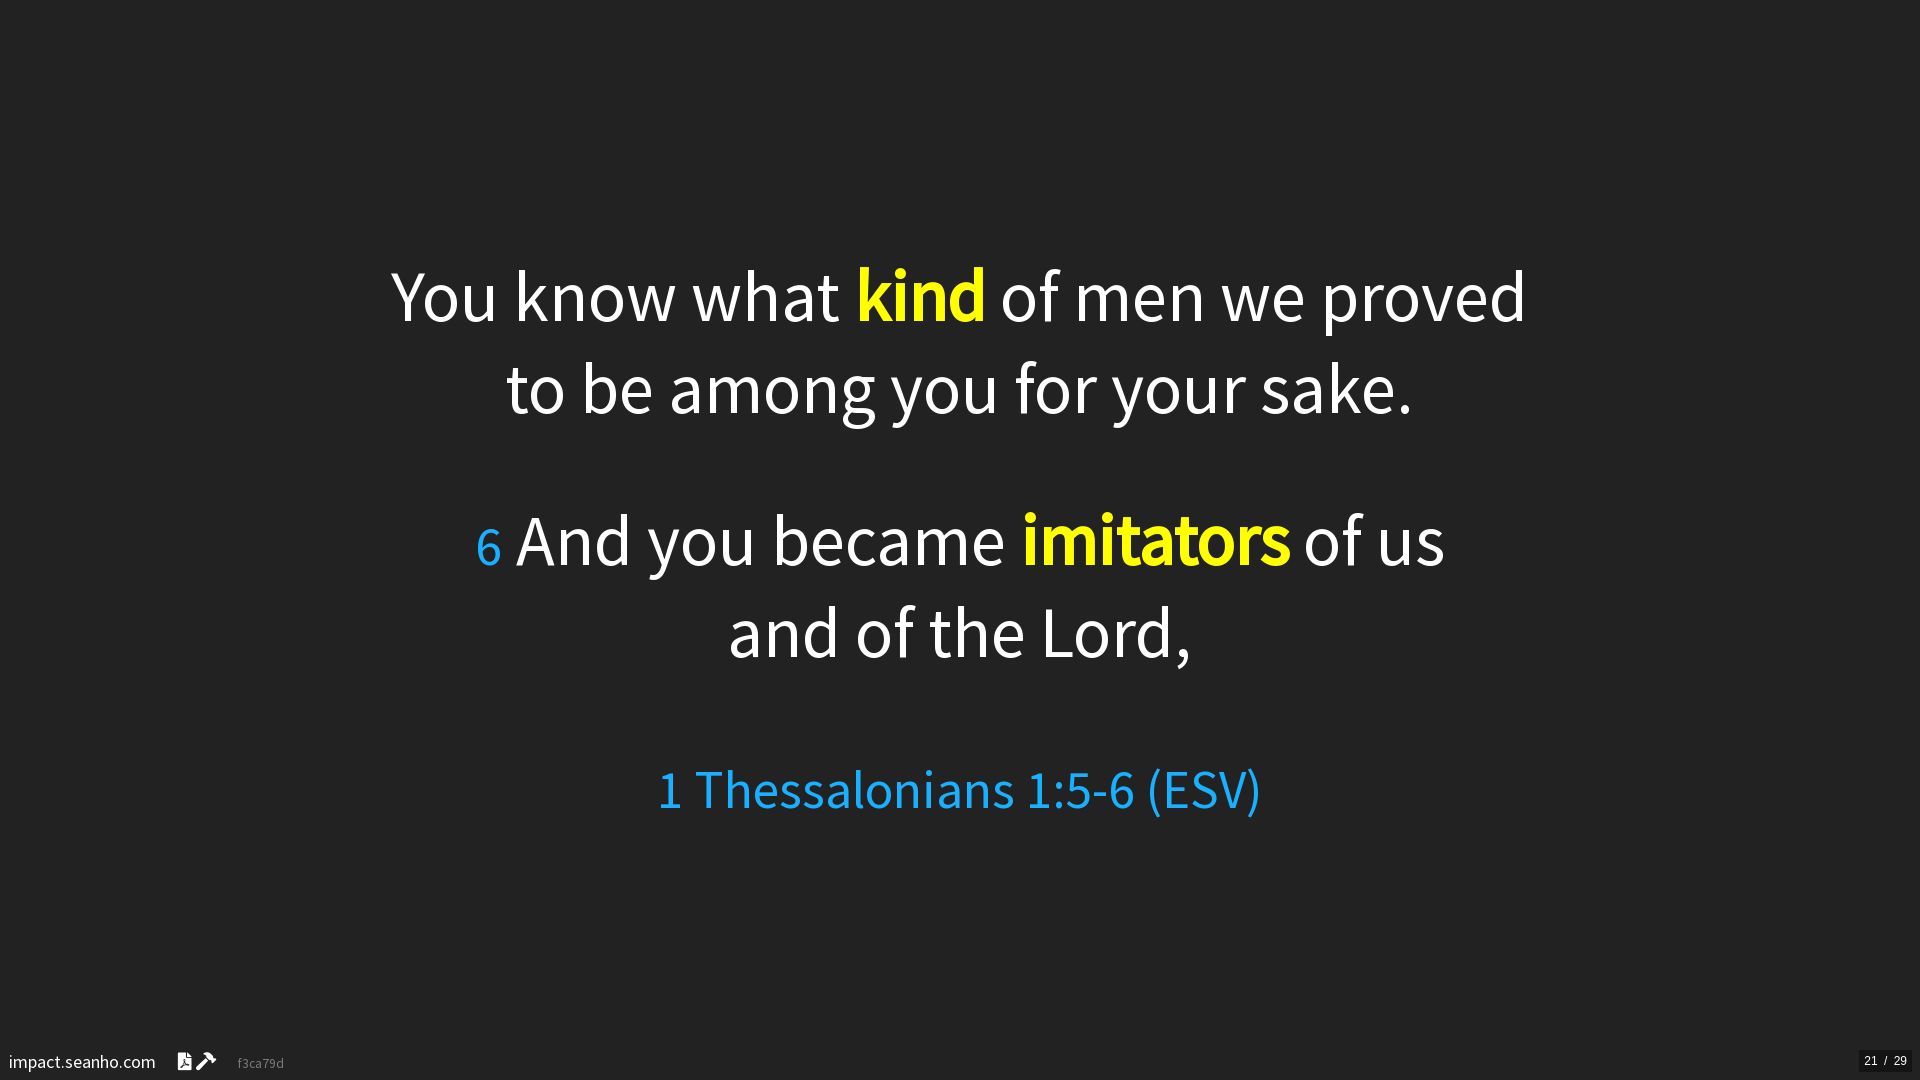 You know what kind of men we proved
to be among you for your sake.
6 And you became imitators of us
and of the Lord,
1 Thessalonians 1:5-6 (ESV)
impact.seanho.com
f3ca79d
21 / 29